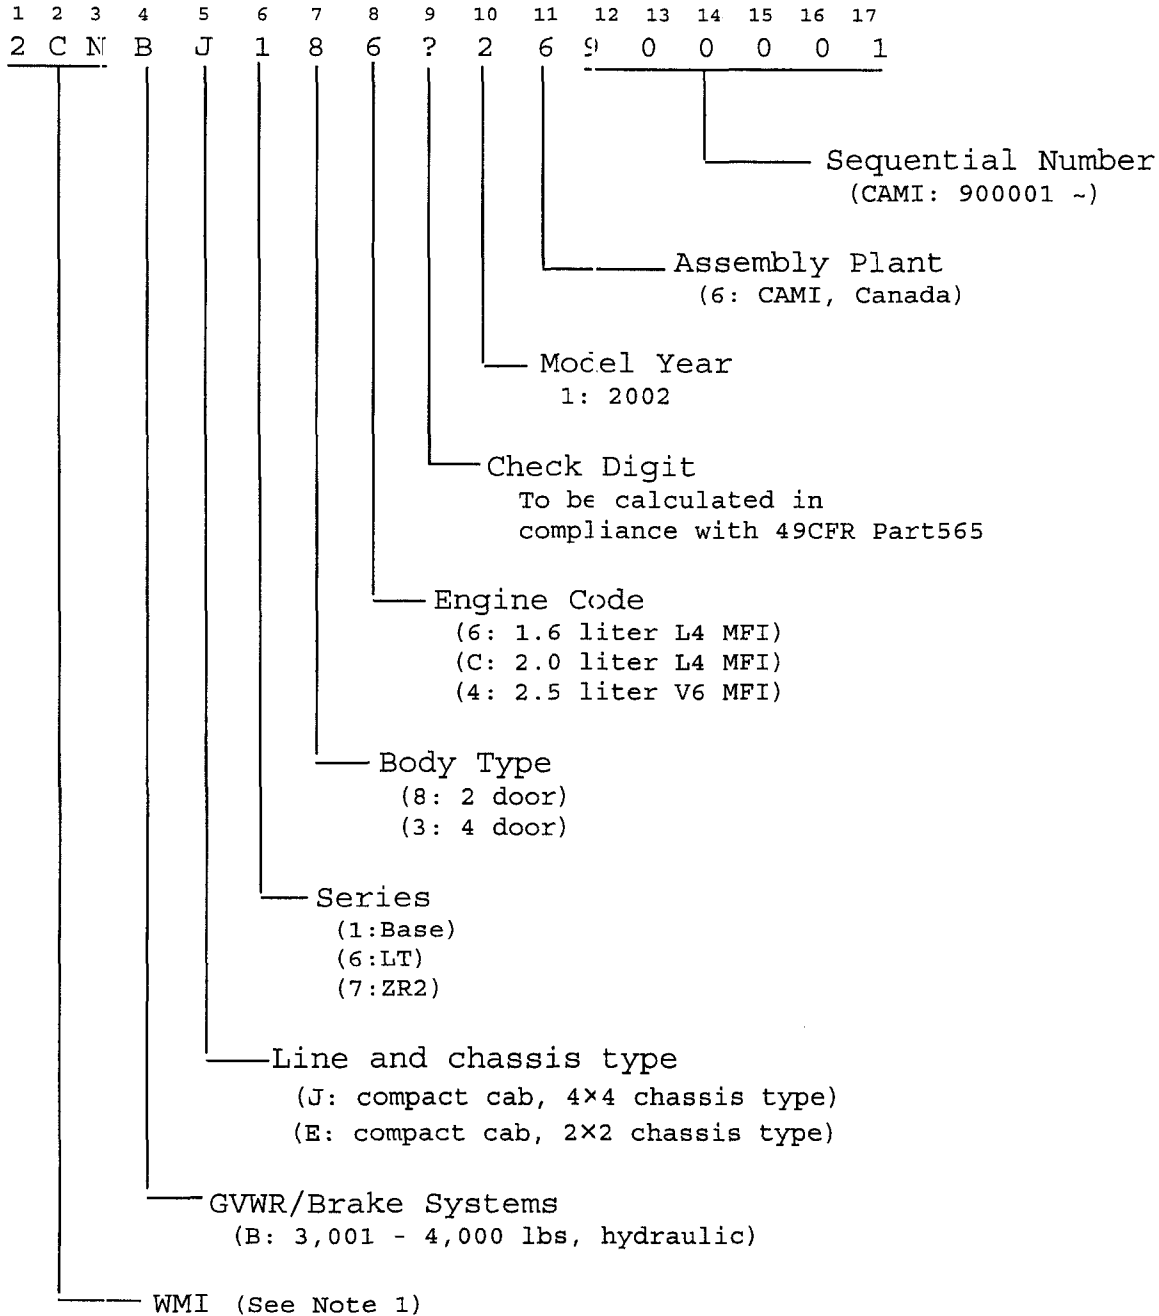 1 2 3 4 5 6 7 8 9 10 11 12 13 14 15 16 17
2 C N B J 1 8 6 ? 2 6 9 0 0 0 0 1
Sequential Number
(CAMI: 900001 ~)
Assembly Plant
(6: CAMI, Canada)
Model Year
1: 2002
Check Digit
To be calculated in
compliance with 49CFR Part565
Engine Code
(6: 1.6 liter L4 MFI)
(C: 2.0 liter L4 MFI)
(4: 2.5 liter V6 MFI)
Body Type
(8: 2 door)
(3: 4 door)
Series
(1:Base)
(6:LT)
(7:ZR2)
Line and chassis type
(J: compact cab, 4×4 chassis type)
(E: compact cab, 2×2 chassis type)
GVWR/Brake Systems
(B: 3,001 - 4,000 lbs, hydraulic)
WMI (See Note 1)